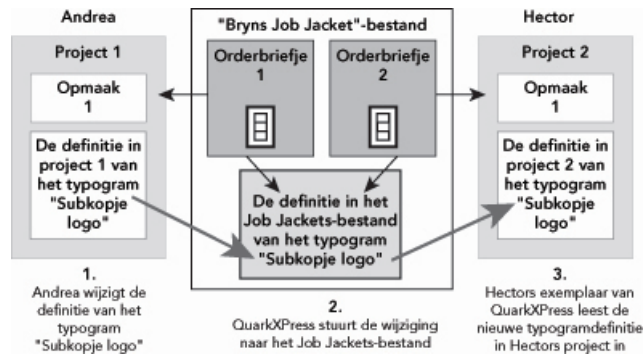 Andrea
"Bryns Job Jacket"-bestand
Hector
Project 1
Opmaak
1
De definitie in
project 1 van
het typogram
"Subkopje
logo"
Orderbriefje
1
Orderbriefje
2
De definitie in het
Job Jackets-bestand
van het typogram
"Subkopje logo"
Project 2
Opmaak
1
De definitie in
project 2 van
het typogram
"Subkopje
logo"
1.
Andrea wijzigt de
definitie van het
typogram
"Subkopje logo"
2.
QuarkXPress stuurt de wijziging
naar het Job Jackets-bestand
3.
Hectors exemplaar van
QuarkXPress leest de
nieuwe typogramdefinitie
in Hectors project in